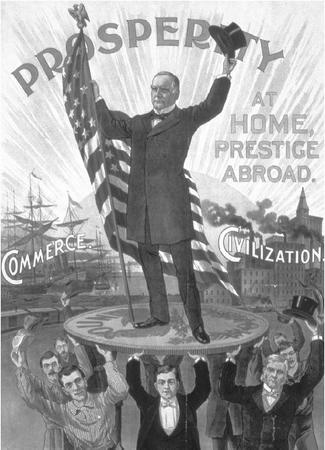 PROSPERITY
AT
HOME,
PRESTIGE
ABROAD.
COMMERCE.
CIVILIZATION.